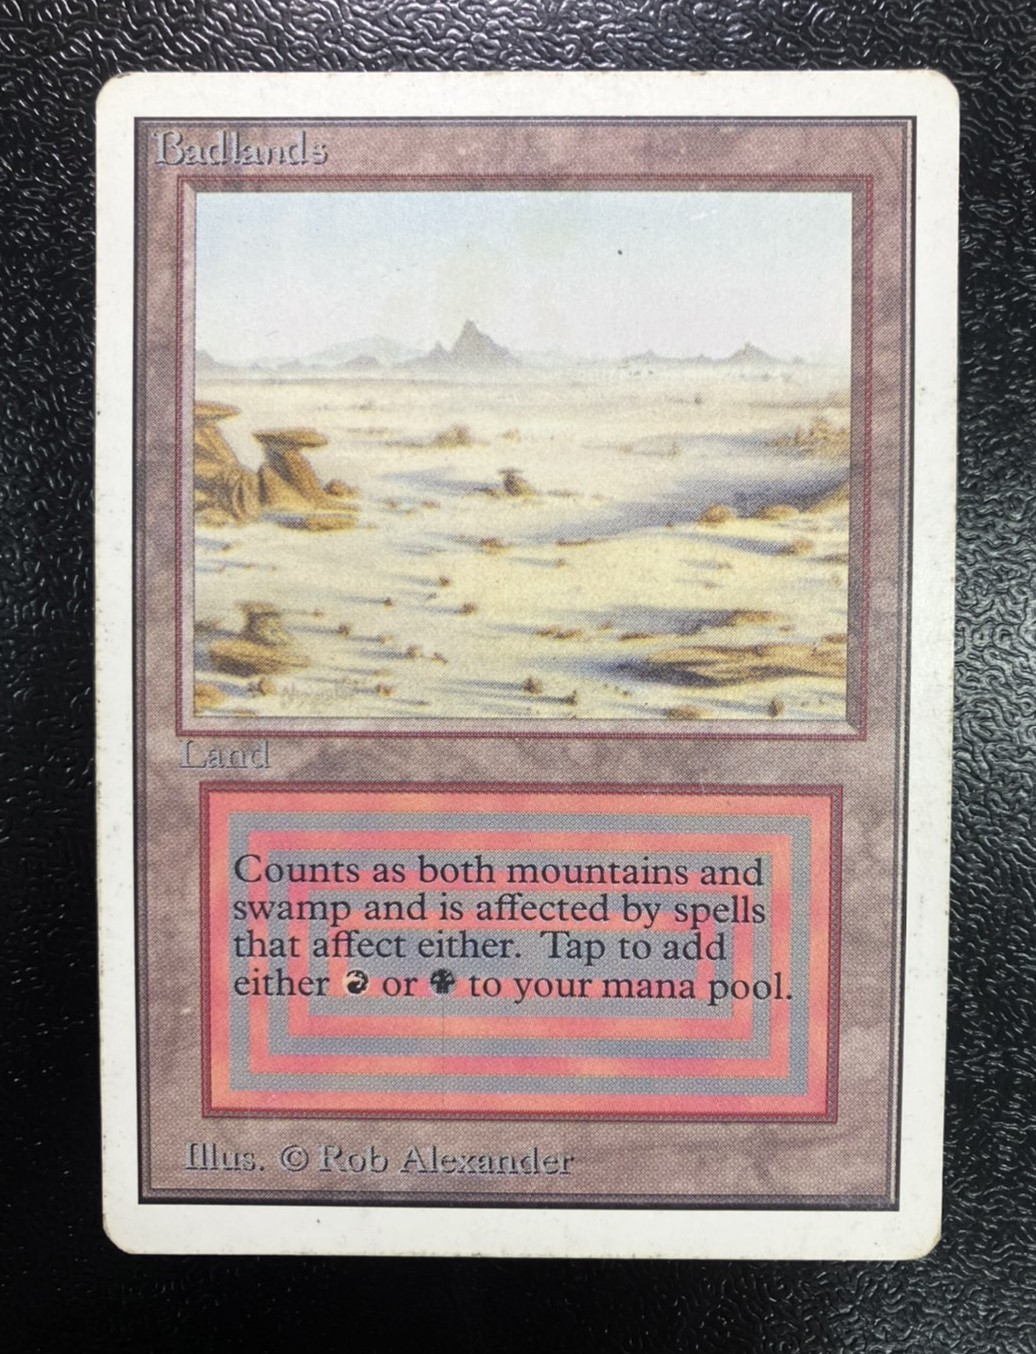 Badlands
Land
Counts as both mountains and
swamp and is affected by spells
that affect either. Tap to add
either or to your mana pool.
Illus. © Rob Alexander